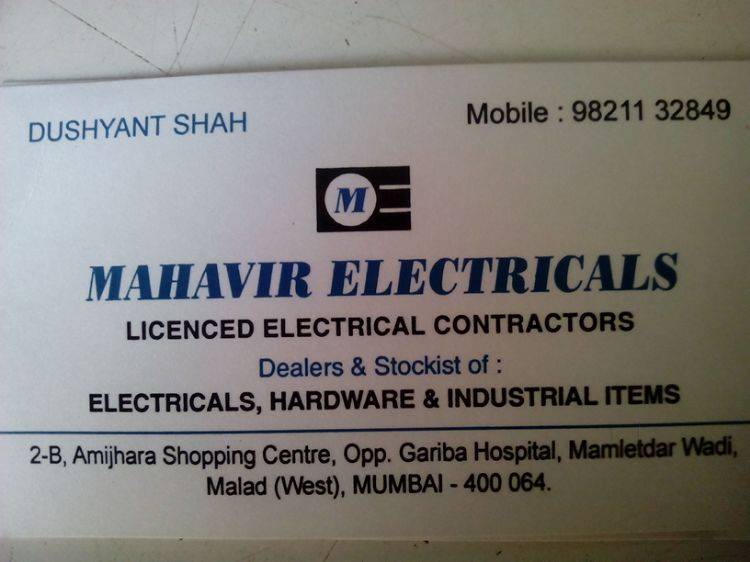 DUSHYANT SHAH
Mobile : 98211 32849
M
MAHAVIR ELECTRICALS
LICENCED ELECTRICAL CONTRACTORS
Dealers & Stockist of :
ELECTRICALS, HARDWARE & INDUSTRIAL ITEMS
2-B, Amijhara Shopping Centre, Opp. Gariba Hospital, Mamletdar Wadi,
Malad (West), MUMBAI - 400 064.